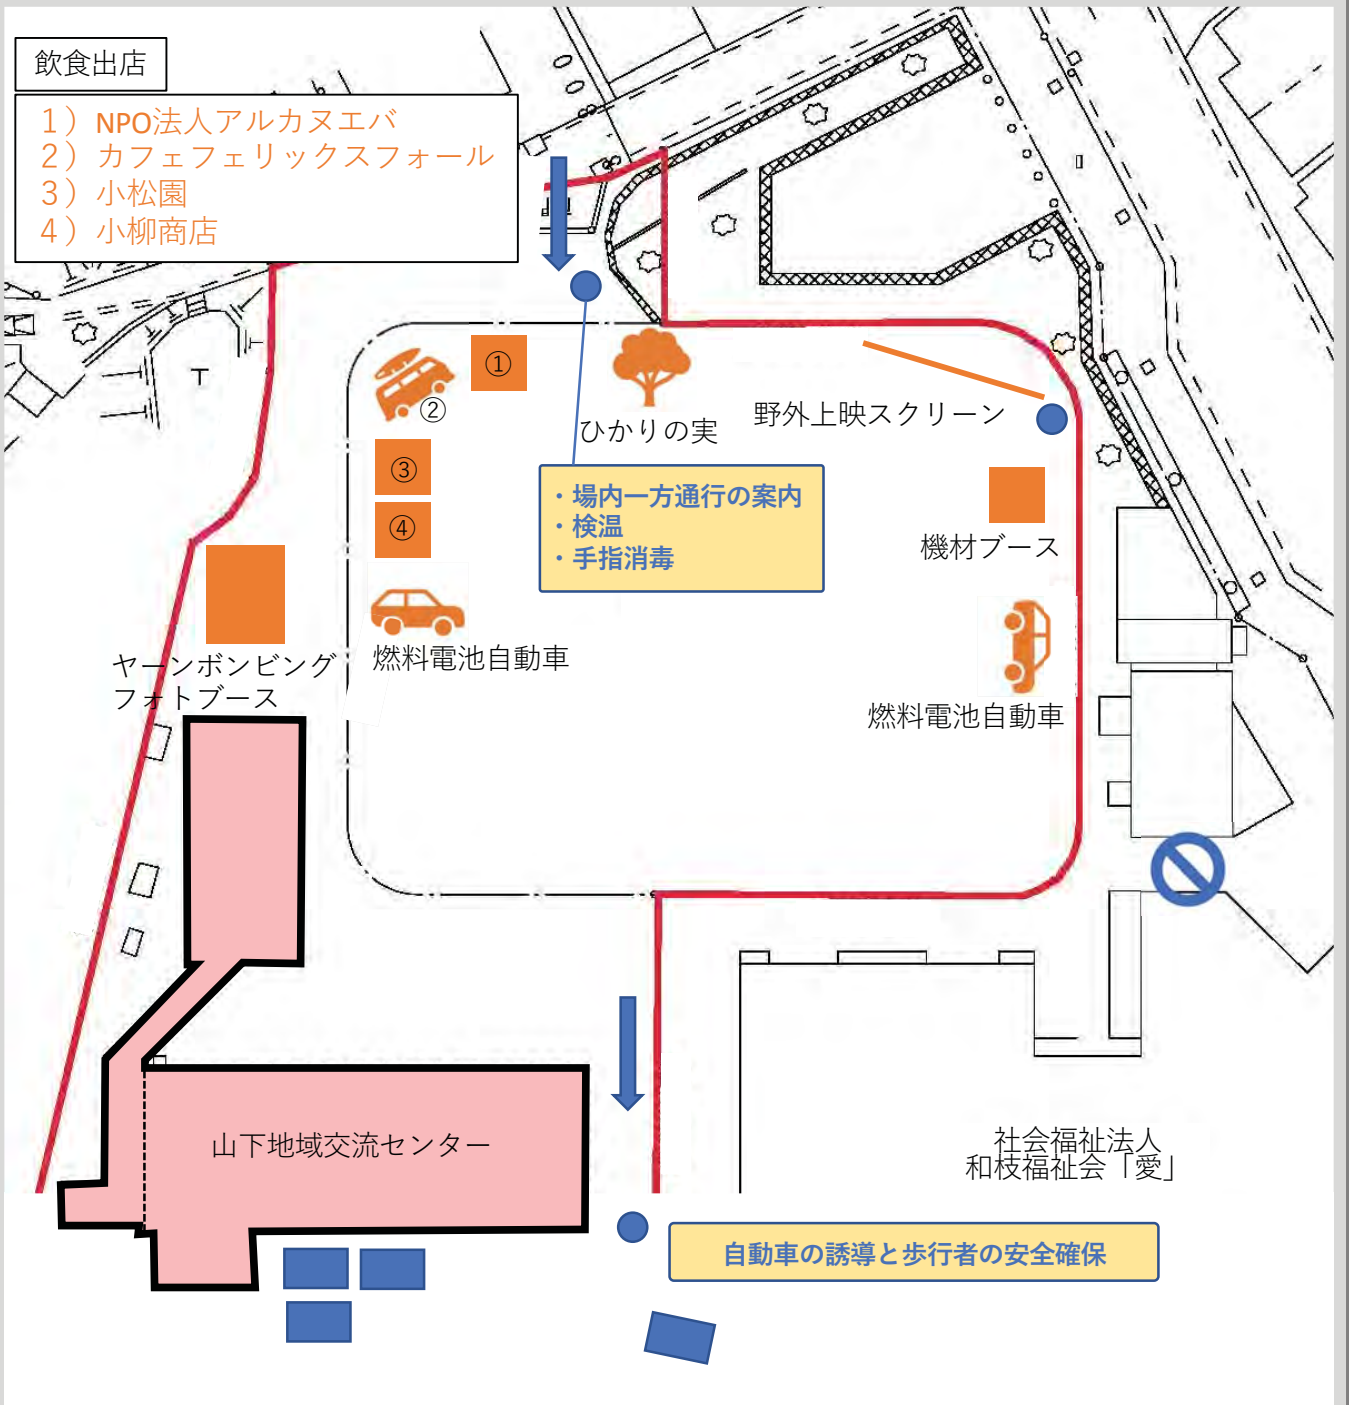 飲食出店
1）NPO法人アルカヌエバ
2）カフェフェリックスフォール
3）小松園
4）小柳商店
①
②
ひかりの実
野外上映スクリーン
③
④
・場内一方通行の案内
・検温
・手指消毒
機材ブース
ヤーンボンビング
フォトブース
燃料電池自動車
燃料電池自動車
山下地域交流センター
社会福祉法人
和枝福祉会「愛」
自動車の誘導と歩行者の安全確保